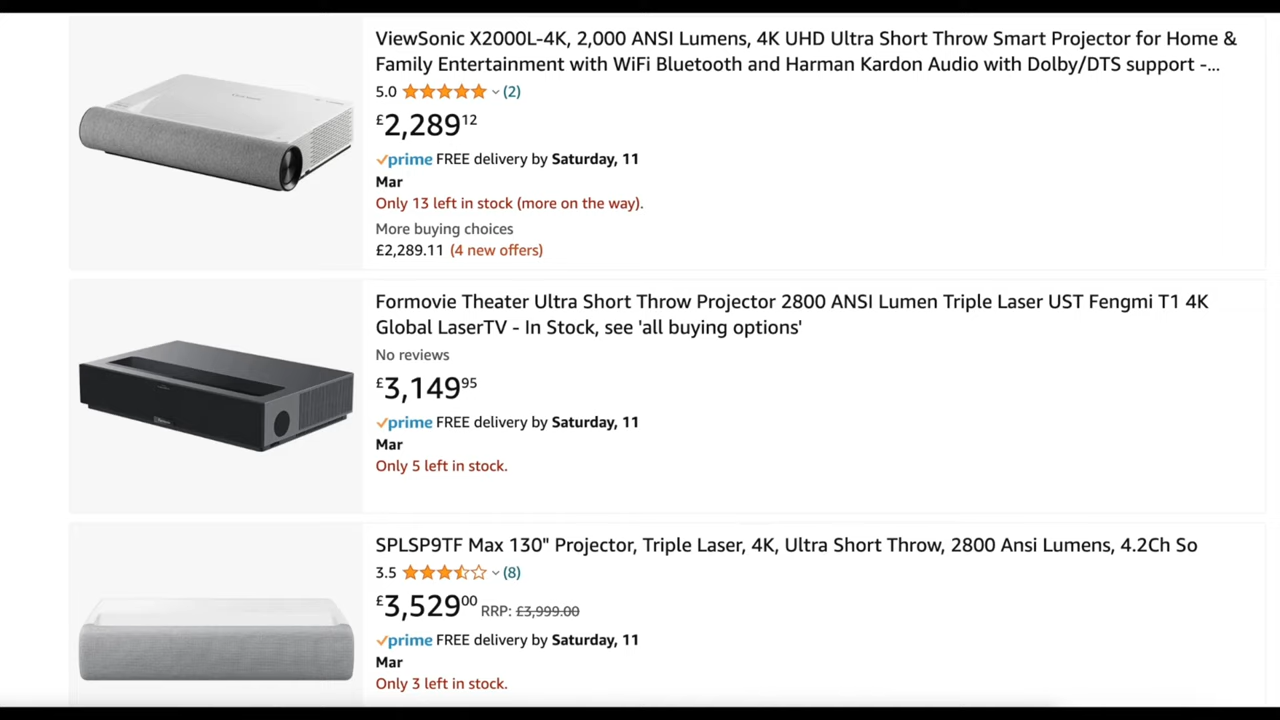 ViewSonic X2000L-4K, 2,000 ANSI Lumens, 4K UHD Ultra Short Throw Smart Projector for Home &
Family Entertainment with WiFi Bluetooth and Harman Kardon Audio with Dolby/DTS support -...
5.0 (2)
£2,289.12
prime FREE delivery by Saturday, 11
Mar
Only 13 left in stock (more on the way).
More buying choices
£2,289.11 (4 new offers)
Formovie Theater Ultra Short Throw Projector 2800 ANSI Lumen Triple Laser UST Fengmi T1 4K
Global LaserTV - In Stock, see 'all buying options'
No reviews
£3,149.95
prime FREE delivery by Saturday, 11
Mar
Only 5 left in stock.
SPLSP9TF Max 130" Projector, Triple Laser, 4K, Ultra Short Throw, 2800 Ansi Lumens, 4.2Ch So
3.5 (8)
£3,529.00 RRP: £3,999.00
prime FREE delivery by Saturday, 11
Mar
Only 3 left in stock.